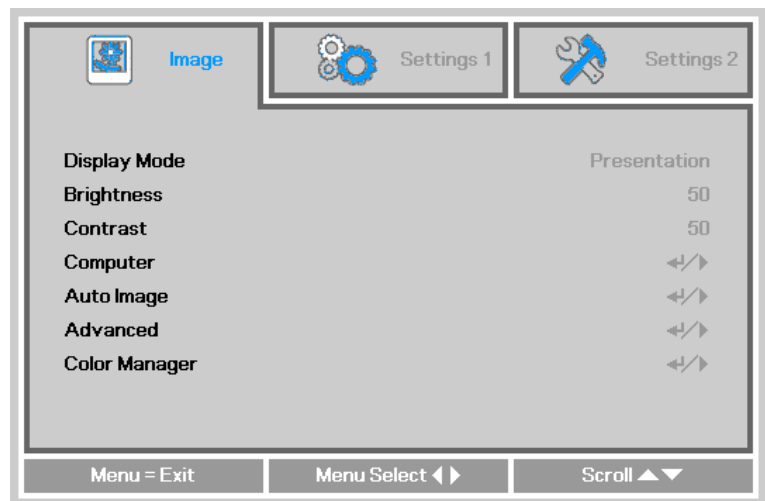 Image Settings 1 Settings 2
Display Mode Presentation
Brightness 50
Contrast 50
Computer ↵/▶
Auto Image ↵/▶
Advanced ↵/▶
Color Manager ↵/▶
Menu = Exit Menu Select ◀▶ Scroll ▲▼